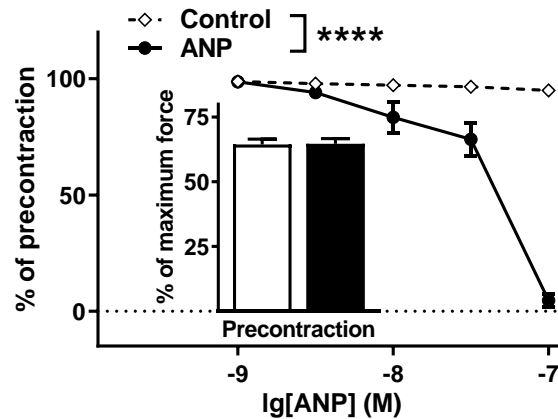 Control
ANP
****
% of precontraction
100
50
0
% of maximum force
75
50
25
Precontraction
-9
-8
-7
lg[ANP] (M)